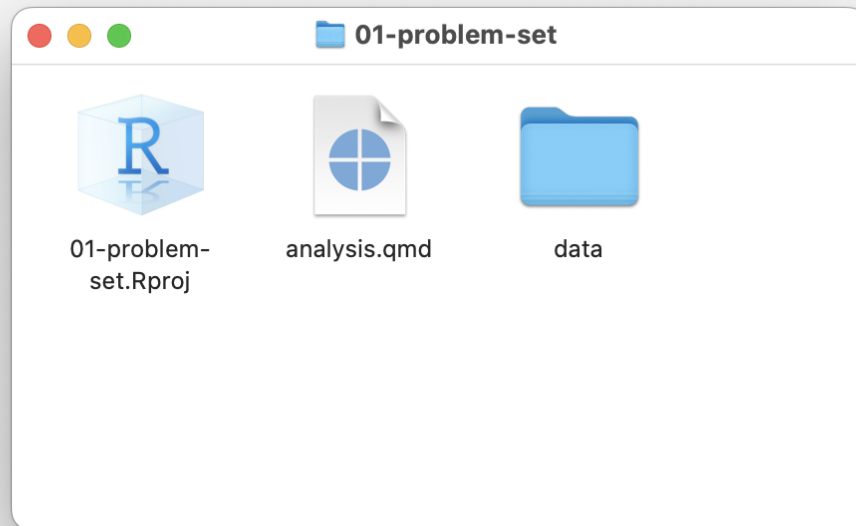 01-problem-set
R
01-problem-
set.Rproj
analysis.qmd
data